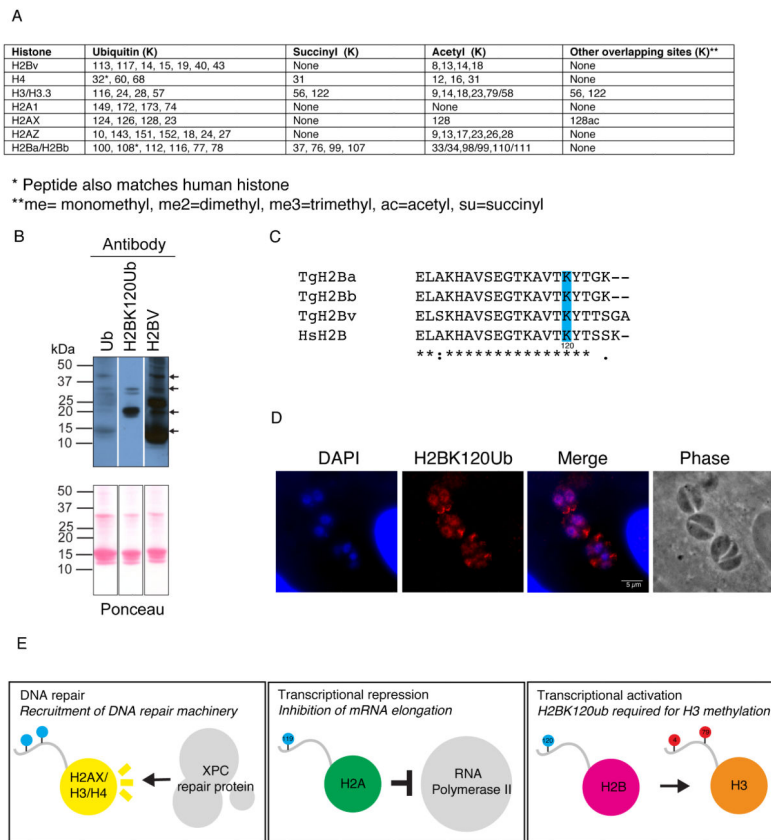 A
Histone Ubiquitin (K) Succinyl (K) Acetyl (K) Other overlapping sites (K)**
H2Bv 113, 117, 14, 15, 19, 40, 43 None 8,13,14,18 None
H4 32*, 60, 68 31 12, 16, 31 None
H3/H3.3 116, 24, 28, 57 56, 122 9,14,18,23,79/58 56, 122
H2A1 149, 172, 173, 74 None None None
H2AX 124, 126, 128, 23 None 128 128ac
H2AZ 10, 143, 151, 152, 18, 24, 27 None 9,13,17,23,26,28 None
H2Ba/H2Bb 100, 108*, 112, 116, 77, 78 37, 76, 99, 107 33/34,98/99,110/111 None
* Peptide also matches human histone
**me= monomethyl, me2=dimethyl, me3=trimethyl, ac=acetyl, su=succinyl
B
Antibody
Ub H2BK120Ub H2BV
kDa
50
37
25
20
15
10
50
37
25
20
15
10
Ponceau
C
TgH2Ba ELAKHAVSEGTKAVTKYTGK--
TgH2Bb ELAKHAVSEGTKAVTKYTGK--
TgH2Bv ELSKHAVSEGTKAVTKYTTSGA
HsH2B ELAKHAVSEGTKAVTKYTSSK-
120
**:*************** .
D
DAPI H2BK120Ub Merge Phase
5 µm
E
DNA repair
Recruitment of DNA repair machinery
H2AX/
H3/H4
XPC
repair protein
Transcriptional repression
Inhibition of mRNA elongation
119
H2A
RNA
Polymerase II
Transcriptional activation
H2BK120ub required for H3 methylation
120
H2B
4
79
H3